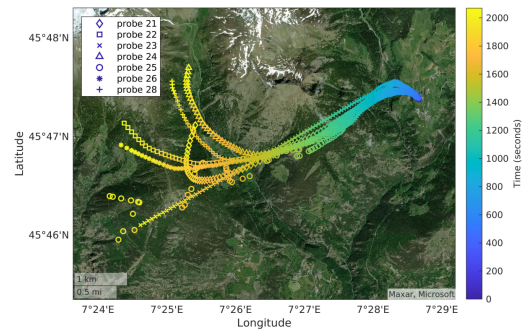 probe 21
probe 22
probe 23
probe 24
probe 25
probe 26
probe 28
45°48'N
45°47'N
45°46'N
Latitude
1 km
0.5 mi
Maxar, Microsoft
7°24'E 7°25'E 7°26'E 7°27'E 7°28'E 7°29'E
Longitude
2000
1800
1600
1400
1200
1000
800
600
400
200
0
Time (seconds)